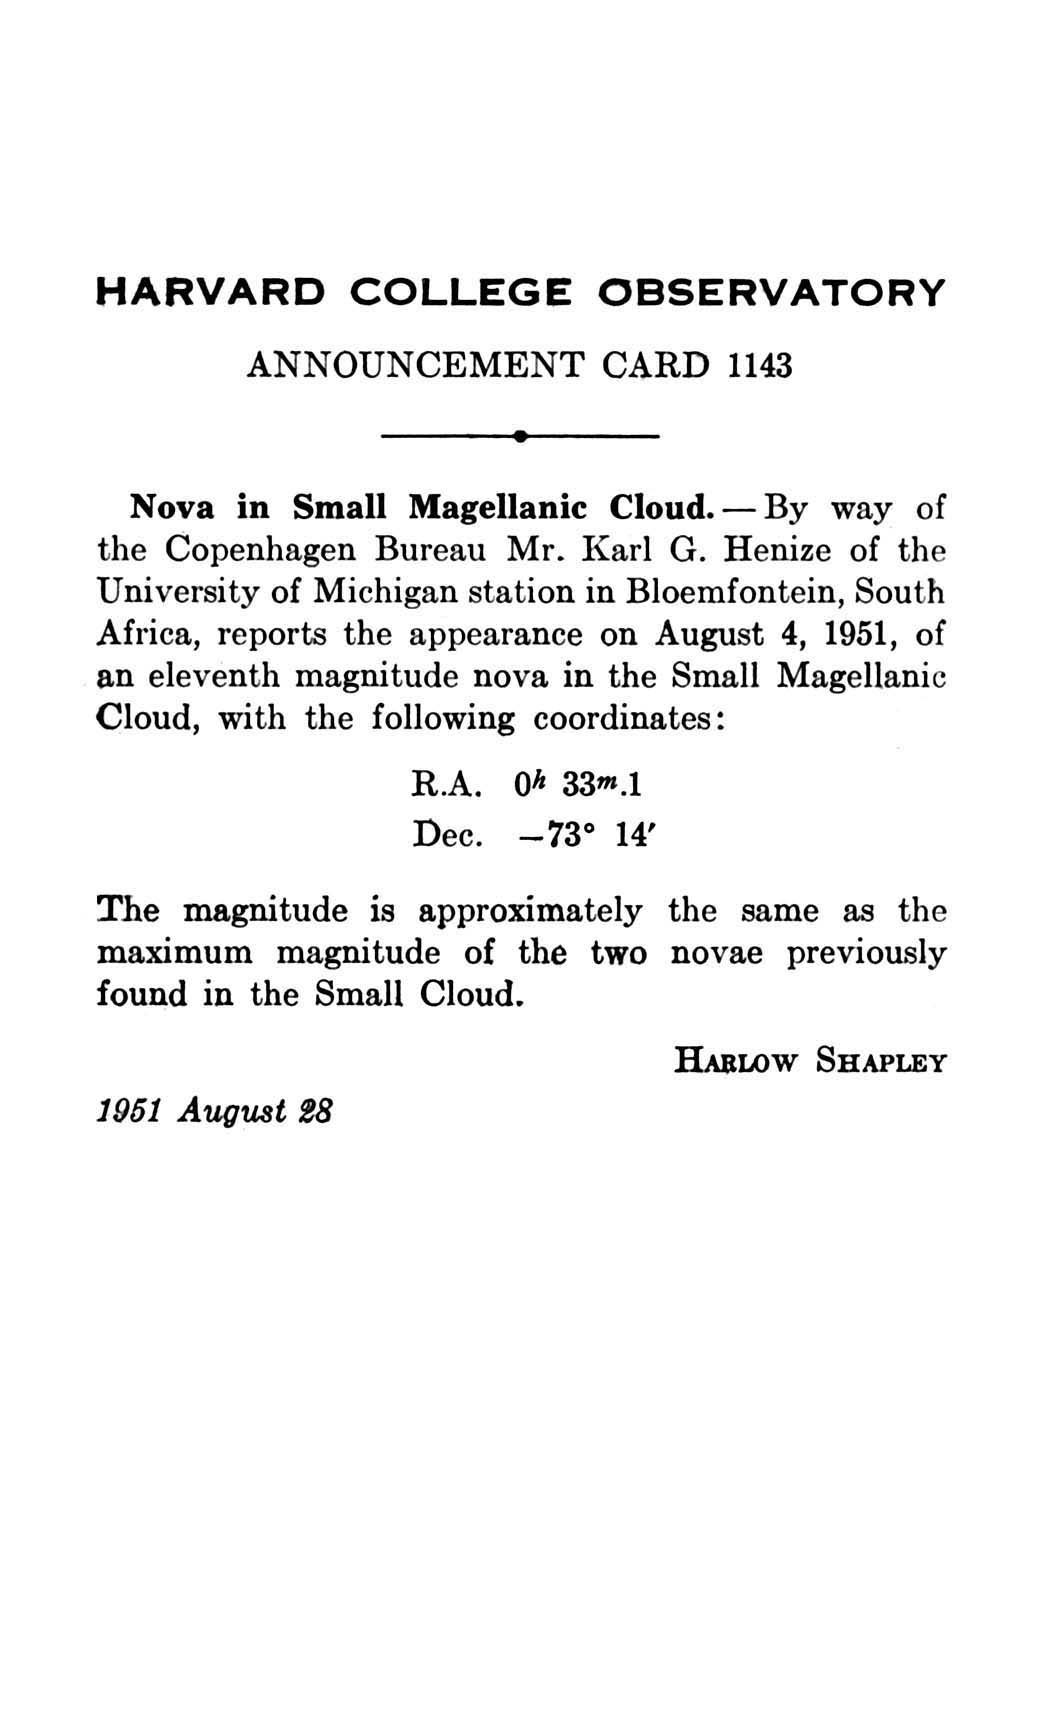 HARVARD COLLEGE OBSERVATORY
ANNOUNCEMENT CARD 1143
Nova in Small Magellanic Cloud. — By way of
the Copenhagen Bureau Mr. Karl G. Henize of the
University of Michigan station in Bloemfontein, South
Africa, reports the appearance on August 4, 1951, of
an eleventh magnitude nova in the Small Magellanic
Cloud, with the following coordinates:
R.A. 0ʰ 33ᵐ.1
Dec. −73° 14′
The magnitude is approximately the same as the
maximum magnitude of the two novae previously
found in the Small Cloud.
HARLOW SHAPLEY
1951 August 28